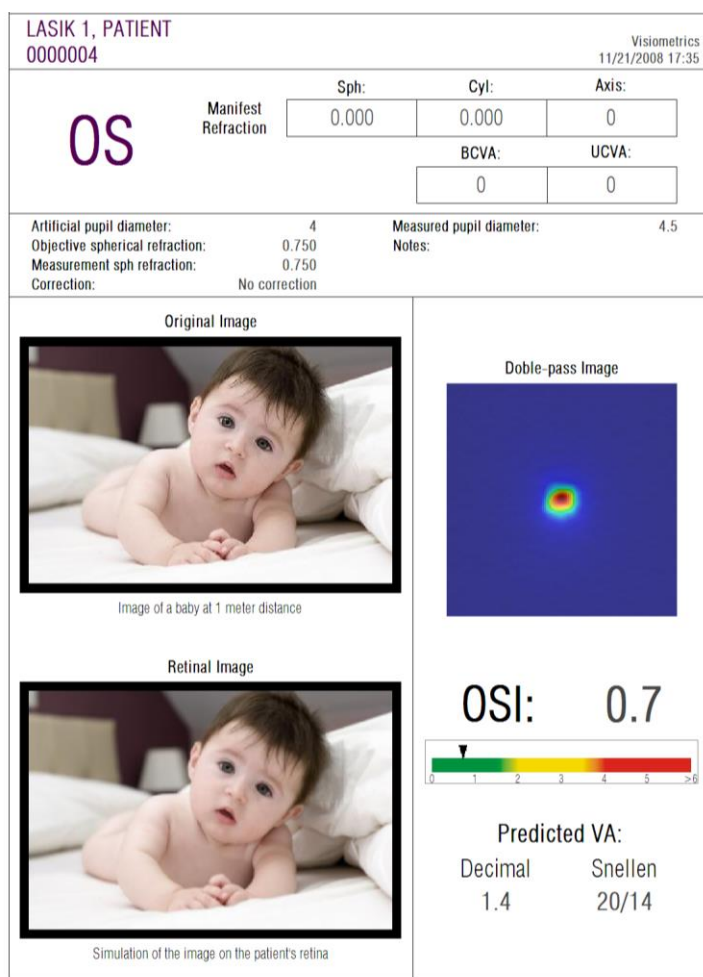 LASIK 1, PATIENT
0000004
Visiometrics
11/21/2008 17:35
OS
Manifest
Refraction
Sph: Cyl: Axis:
0.000 0.000 0
BCVA: UCVA:
0 0
Artificial pupil diameter: 4
Objective spherical refraction: 0.750
Measurement sph refraction: 0.750
Correction: No correction
Measured pupil diameter: 4.5
Notes:
Original Image
Image of a baby at 1 meter distance
Retinal Image
Simulation of the image on the patient's retina
Doble-pass Image
OSI: 0.7
0 1 2 3 4 5 >6
Predicted VA:
Decimal Snellen
1.4 20/14